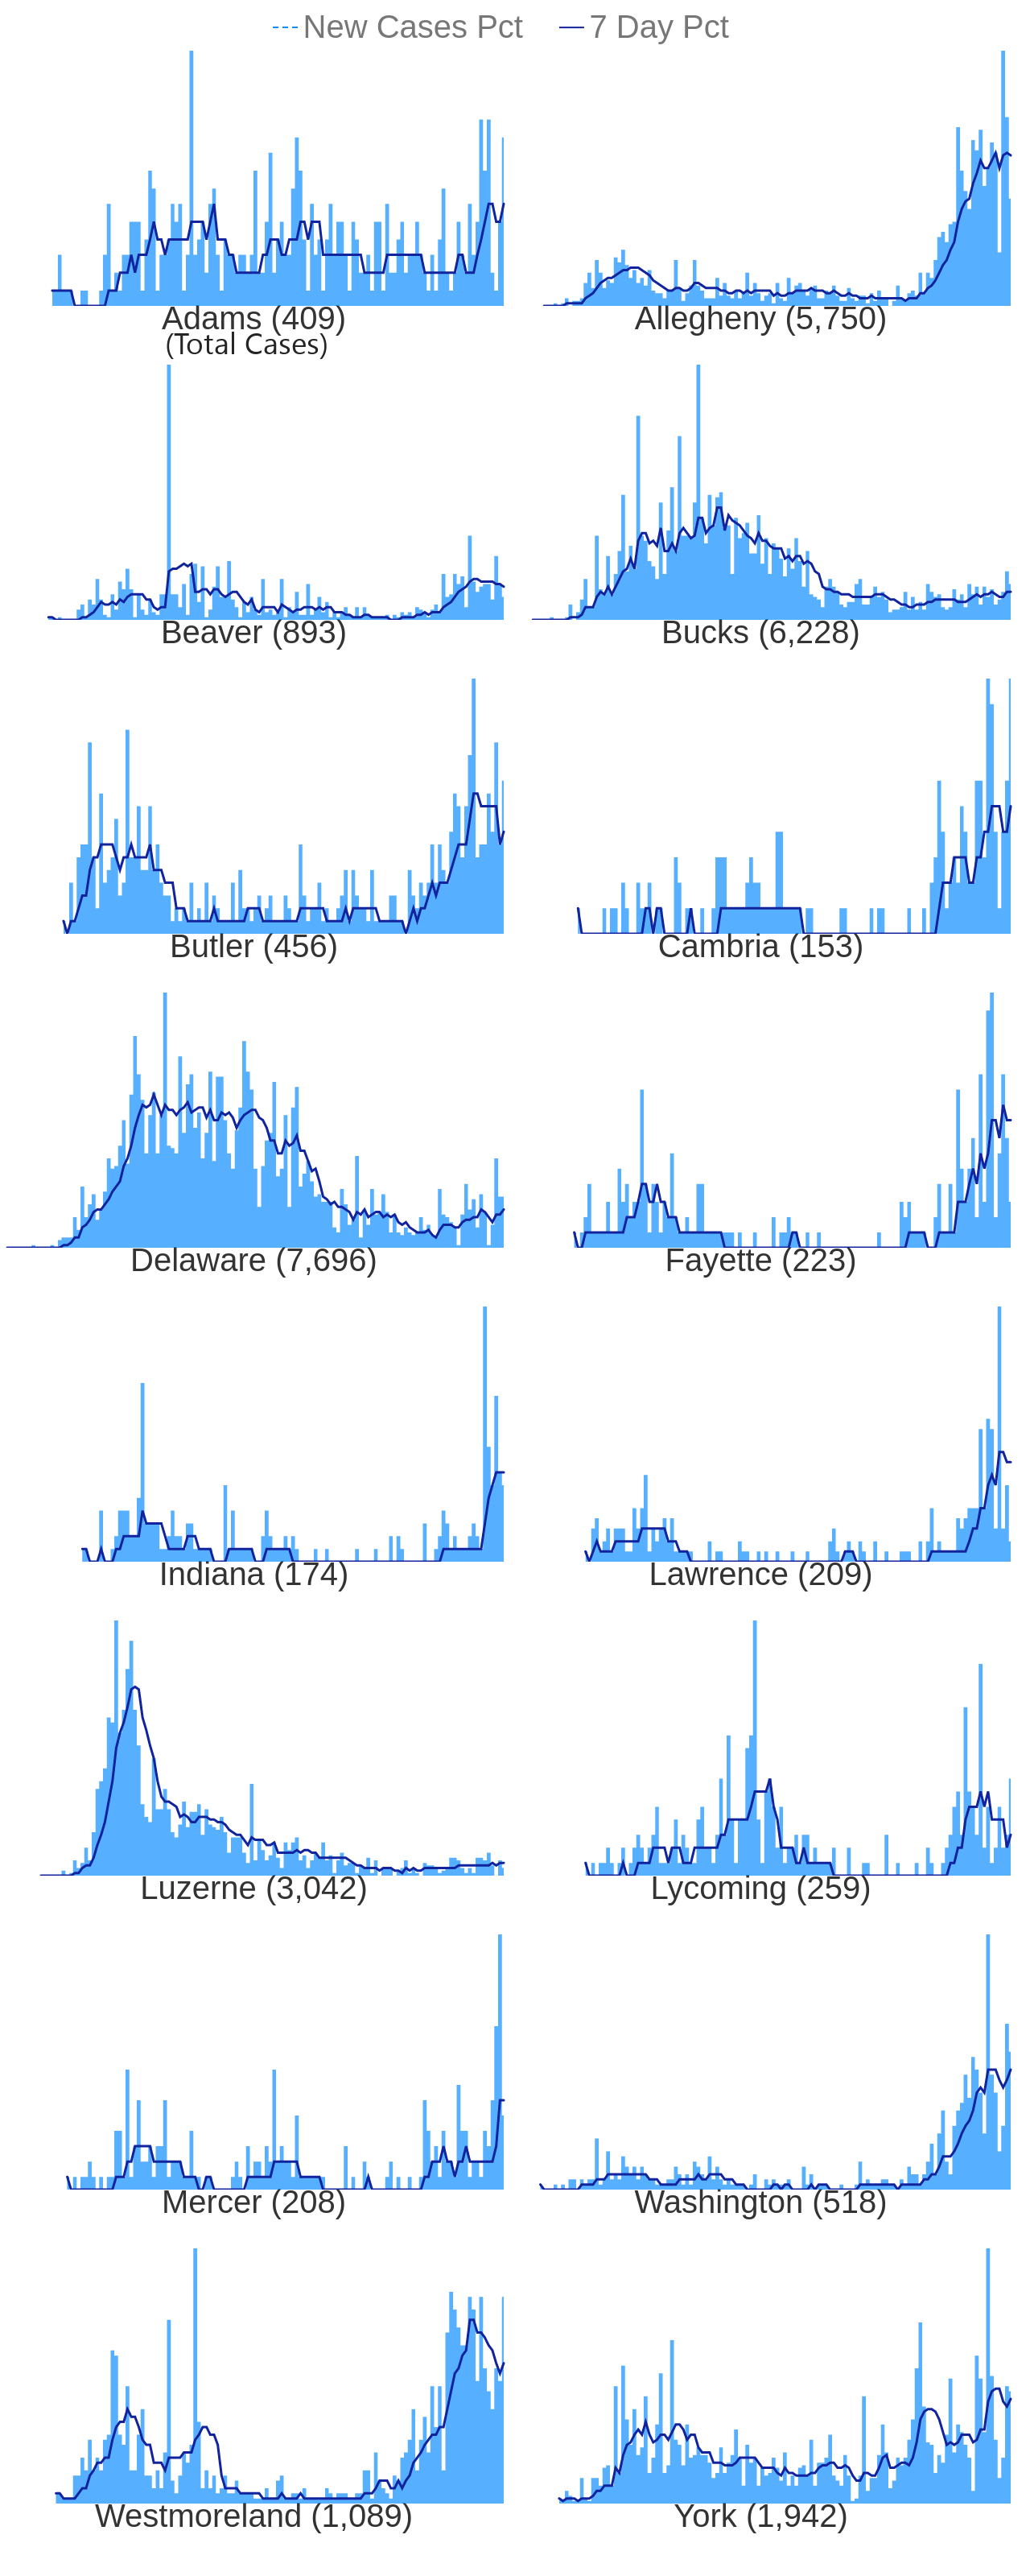 New Cases Pct 7 Day Pct
Adams (409) Allegheny (5,750)
(Total Cases)
Beaver (893) Bucks (6,228)
Butler (456) Cambria (153)
Delaware (7,696) Fayette (223)
Indiana (174) Lawrence (209)
Luzerne (3,042) Lycoming (259)
Mercer (208) Washington (518)
Westmoreland (1,089) York (1,942)